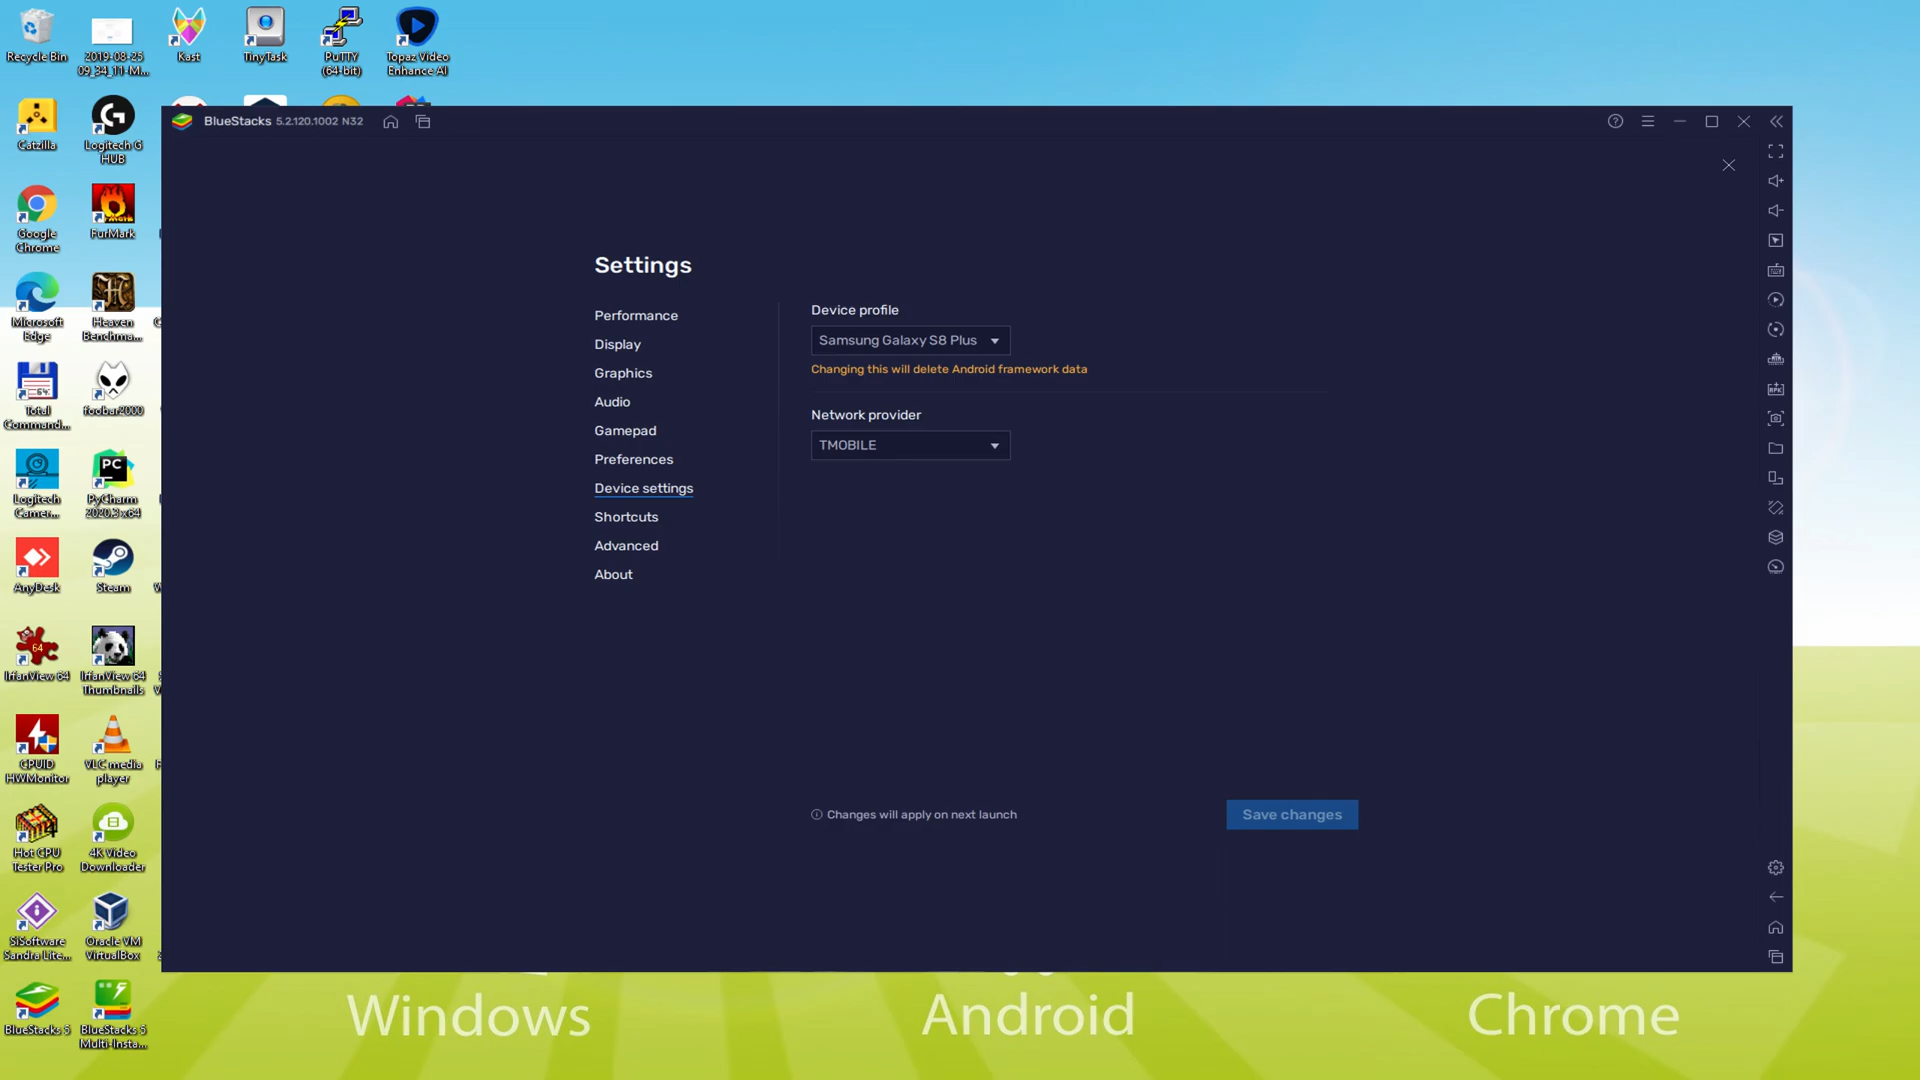 Recycle Bin
2019-08-25
09_34_11-M...
Kast
TinyTask
PuTTY
(64-bit)
Topaz Video
Enhance AI
Catzilla
Logitech G
HUB
Google
Chrome
FurMark
Microsoft
Edge
Heaven
Benchma...
Total
Command...
foobar2000
Logitech
Camer...
PyCharm
2020.3 x64
AnyDesk
Steam
IrfanView 64
IrfanView 64
Thumbnails
CPUID
HWMonitor
VLC media
player
Hot CPU
Tester Pro
4K Video
Downloader
SiSoftware
Sandra Lite...
Oracle VM
VirtualBox
BlueStacks 5
BlueStacks 5
Multi-Insta...
BlueStacks 5.2.120.1002 N32
Settings
Performance
Display
Graphics
Audio
Gamepad
Preferences
Device settings
Shortcuts
Advanced
About
Device profile
Samsung Galaxy S8 Plus
Changing this will delete Android framework data
Network provider
TMOBILE
Changes will apply on next launch
Save changes
Windows
Android
Chrome